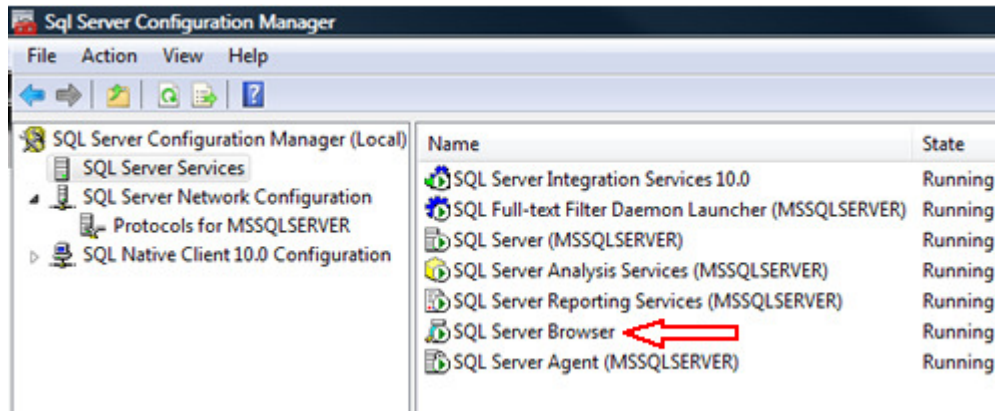 Sql Server Configuration Manager
File Action View Help
SQL Server Configuration Manager (Local)
SQL Server Services
SQL Server Network Configuration
Protocols for MSSQLSERVER
SQL Native Client 10.0 Configuration
Name State
SQL Server Integration Services 10.0 Running
SQL Full-text Filter Daemon Launcher (MSSQLSERVER) Running
SQL Server (MSSQLSERVER) Running
SQL Server Analysis Services (MSSQLSERVER) Running
SQL Server Reporting Services (MSSQLSERVER) Running
SQL Server Browser Running
SQL Server Agent (MSSQLSERVER) Running